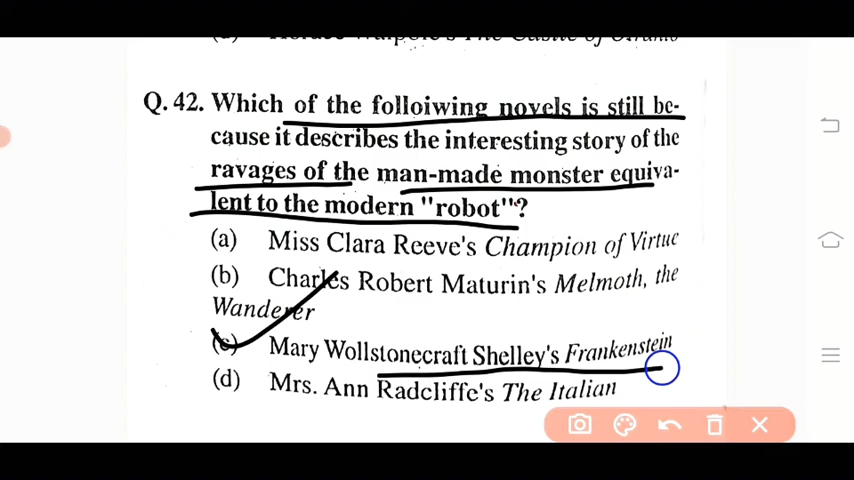 Q. 42. Which of the folloiwing novels is still be-
cause it describes the interesting story of the
ravages of the man-made monster equiva-
lent to the modern "robot"?
(a) Miss Clara Reeve's Champion of Virtue
(b) Charles Robert Maturin's Melmoth, the
Wanderer
(c) Mary Wollstonecraft Shelley's Frankenstein
(d) Mrs. Ann Radcliffe's The Italian